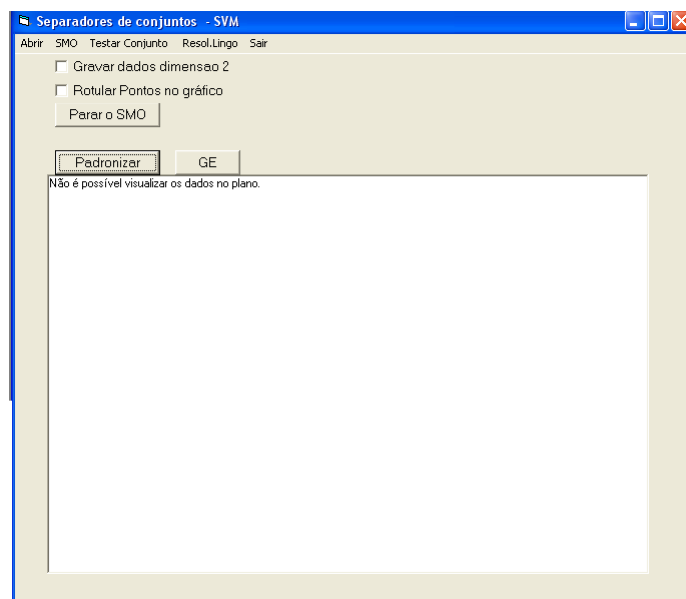 Separadores de conjuntos - SVM
Abrir SMO Testar Conjunto Resol.Lingo Sair
Gravar dados dimensao 2
Rotular Pontos no gráfico
Parar o SMO
Padronizar GE
Não é possível visualizar os dados no plano.